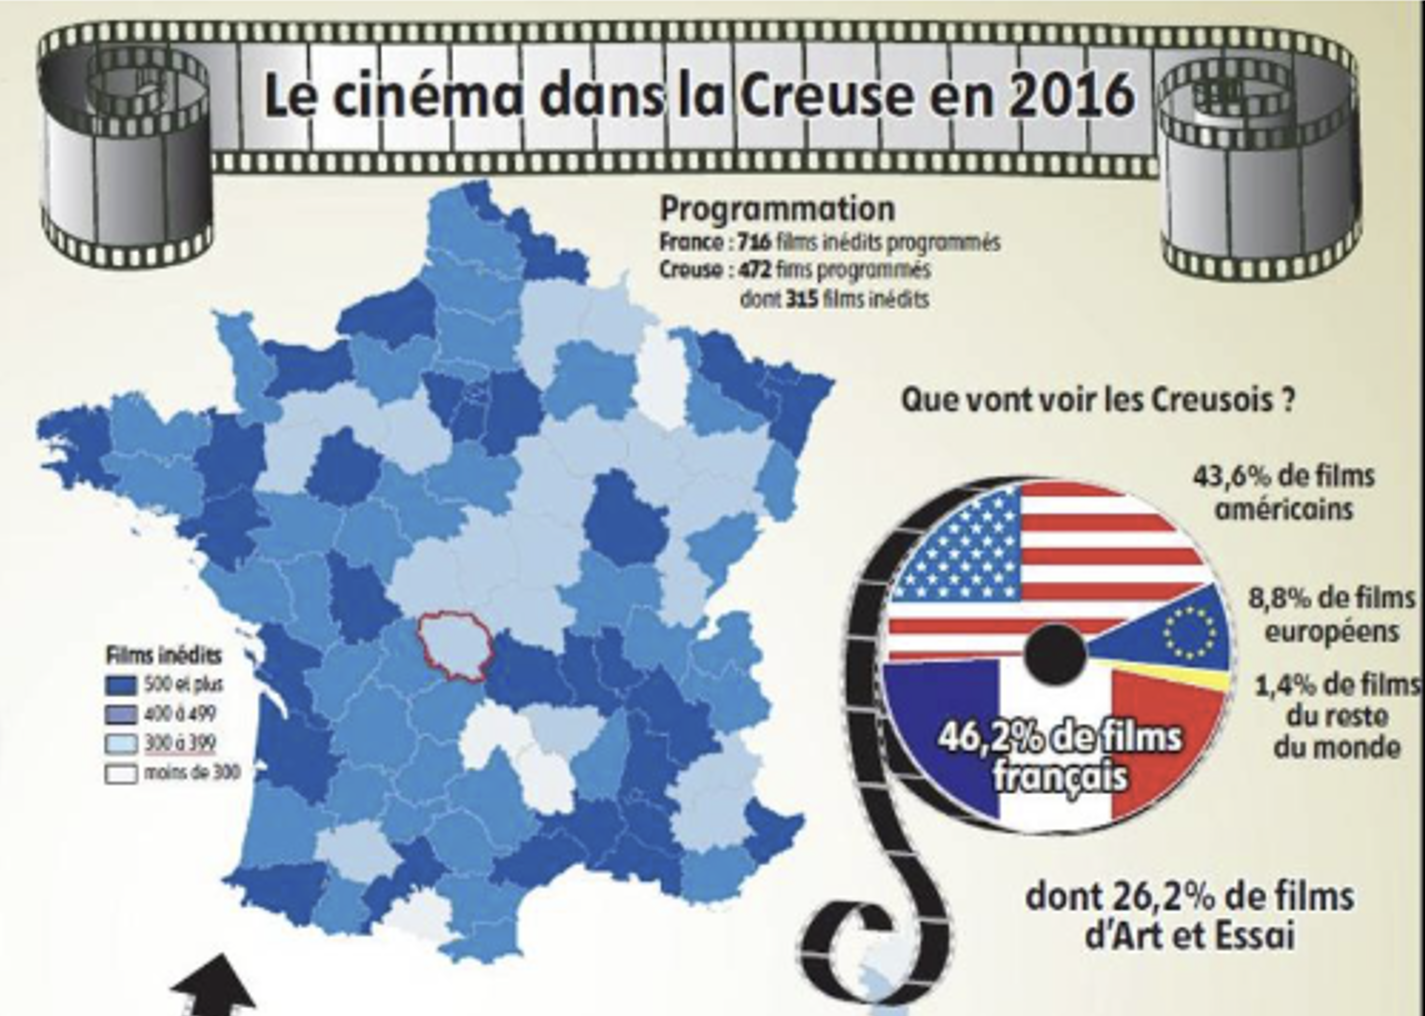 Le cinéma dans la Creuse en 2016
Programmation
France : 716 films inédits programmés
Creuse : 472 fims programmés
dont 315 films inédits
Que vont voir les Creusois ?
43,6% de films
américains
8,8% de films
européens
1,4% de films
du reste
du monde
46,2% de films
français
dont 26,2% de films
d'Art et Essai
Films inédits
500 et plus
400 à 499
300 à 399
moins de 300